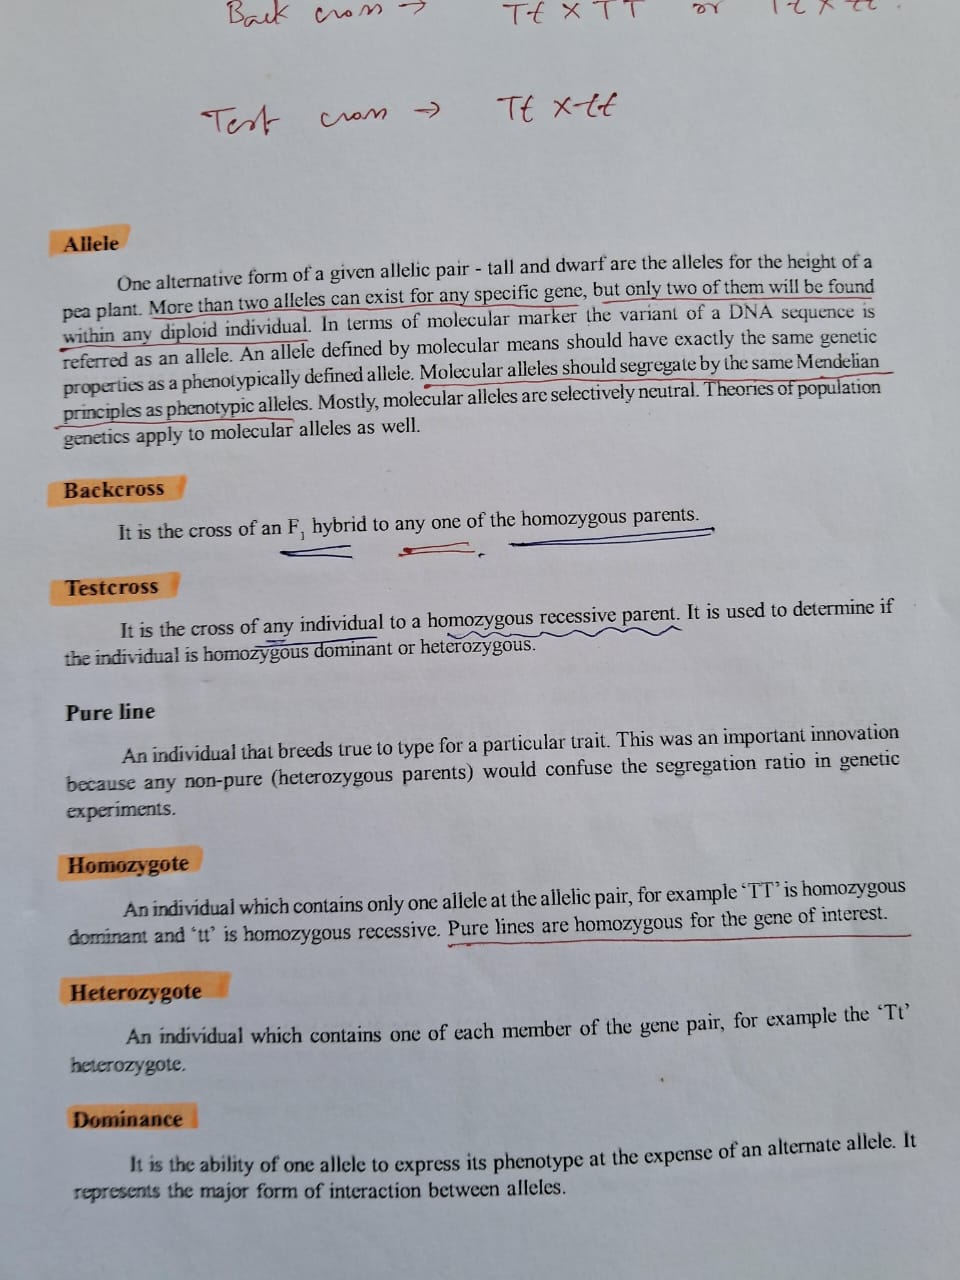 Back cross → Tt x TT or Tt x tt.
Test cross → Tt x tt
Allele
One alternative form of a given allelic pair - tall and dwarf are the alleles for the height of a
pea plant. More than two alleles can exist for any specific gene, but only two of them will be found
within any diploid individual. In terms of molecular marker the variant of a DNA sequence is
referred as an allele. An allele defined by molecular means should have exactly the same genetic
properties as a phenotypically defined allele. Molecular alleles should segregate by the same Mendelian
principles as phenotypic alleles. Mostly, molecular alleles are selectively neutral. Theories of population
genetics apply to molecular alleles as well.
Backcross
It is the cross of an F₁ hybrid to any one of the homozygous parents.
Testcross
It is the cross of any individual to a homozygous recessive parent. It is used to determine if
the individual is homozygous dominant or heterozygous.
Pure line
An individual that breeds true to type for a particular trait. This was an important innovation
because any non-pure (heterozygous parents) would confuse the segregation ratio in genetic
experiments.
Homozygote
An individual which contains only one allele at the allelic pair, for example ‘TT’ is homozygous
dominant and ‘tt’ is homozygous recessive. Pure lines are homozygous for the gene of interest.
Heterozygote
An individual which contains one of each member of the gene pair, for example the ‘Tt’
heterozygote.
Dominance
It is the ability of one allele to express its phenotype at the expense of an alternate allele. It
represents the major form of interaction between alleles.